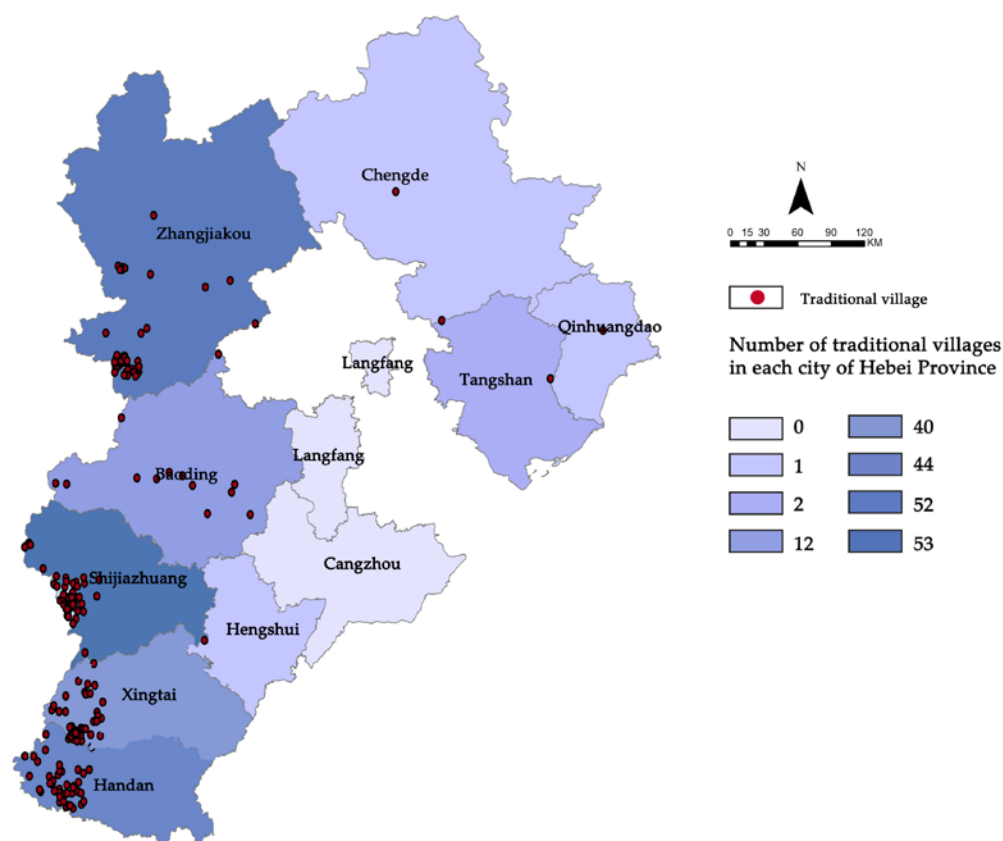 Chengde
Zhangjiakou
Qinhuangdao
Langfang
Tangshan
Langfang
Baoding
Cangzhou
Shijiazhuang
Hengshui
Xingtai
Handan
N
0 15 30 60 90 120
KM
Traditional village
Number of traditional villages
in each city of Hebei Province
0
1
2
12
40
44
52
53